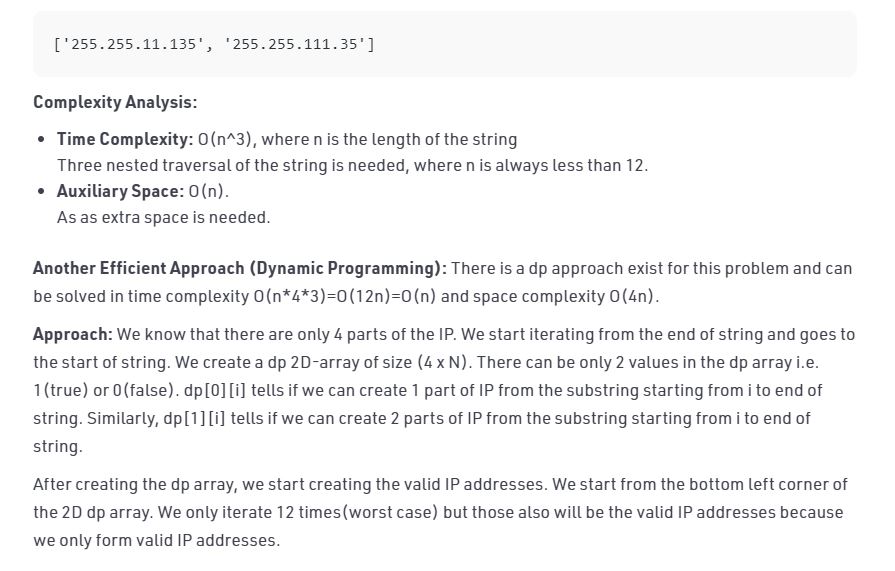 ['255.255.11.135', '255.255.111.35']
Complexity Analysis:
• Time Complexity: O(n^3), where n is the length of the string
Three nested traversal of the string is needed, where n is always less than 12.
• Auxiliary Space: O(n).
As as extra space is needed.
Another Efficient Approach (Dynamic Programming): There is a dp approach exist for this problem and can
be solved in time complexity O(n*4*3)=O(12n)=O(n) and space complexity O(4n).
Approach: We know that there are only 4 parts of the IP. We start iterating from the end of string and goes to
the start of string. We create a dp 2D-array of size (4 x N). There can be only 2 values in the dp array i.e.
1(true) or 0(false). dp[0][i] tells if we can create 1 part of IP from the substring starting from i to end of
string. Similarly, dp[1][i] tells if we can create 2 parts of IP from the substring starting from i to end of
string.
After creating the dp array, we start creating the valid IP addresses. We start from the bottom left corner of
the 2D dp array. We only iterate 12 times(worst case) but those also will be the valid IP addresses because
we only form valid IP addresses.